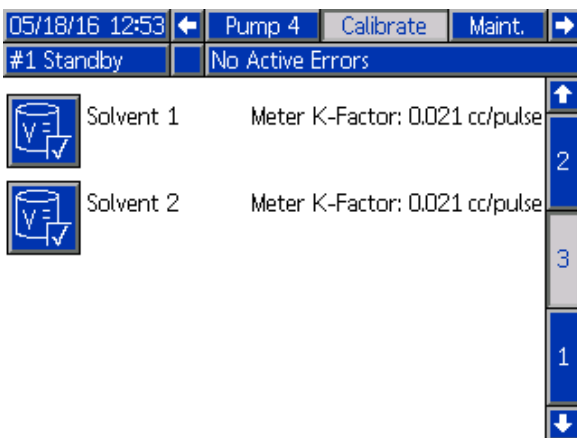 05/18/16 12:53 Pump 4 Calibrate Maint.
#1 Standby No Active Errors
Solvent 1 Meter K-Factor: 0.021 cc/pulse
2
Solvent 2 Meter K-Factor: 0.021 cc/pulse
3
1